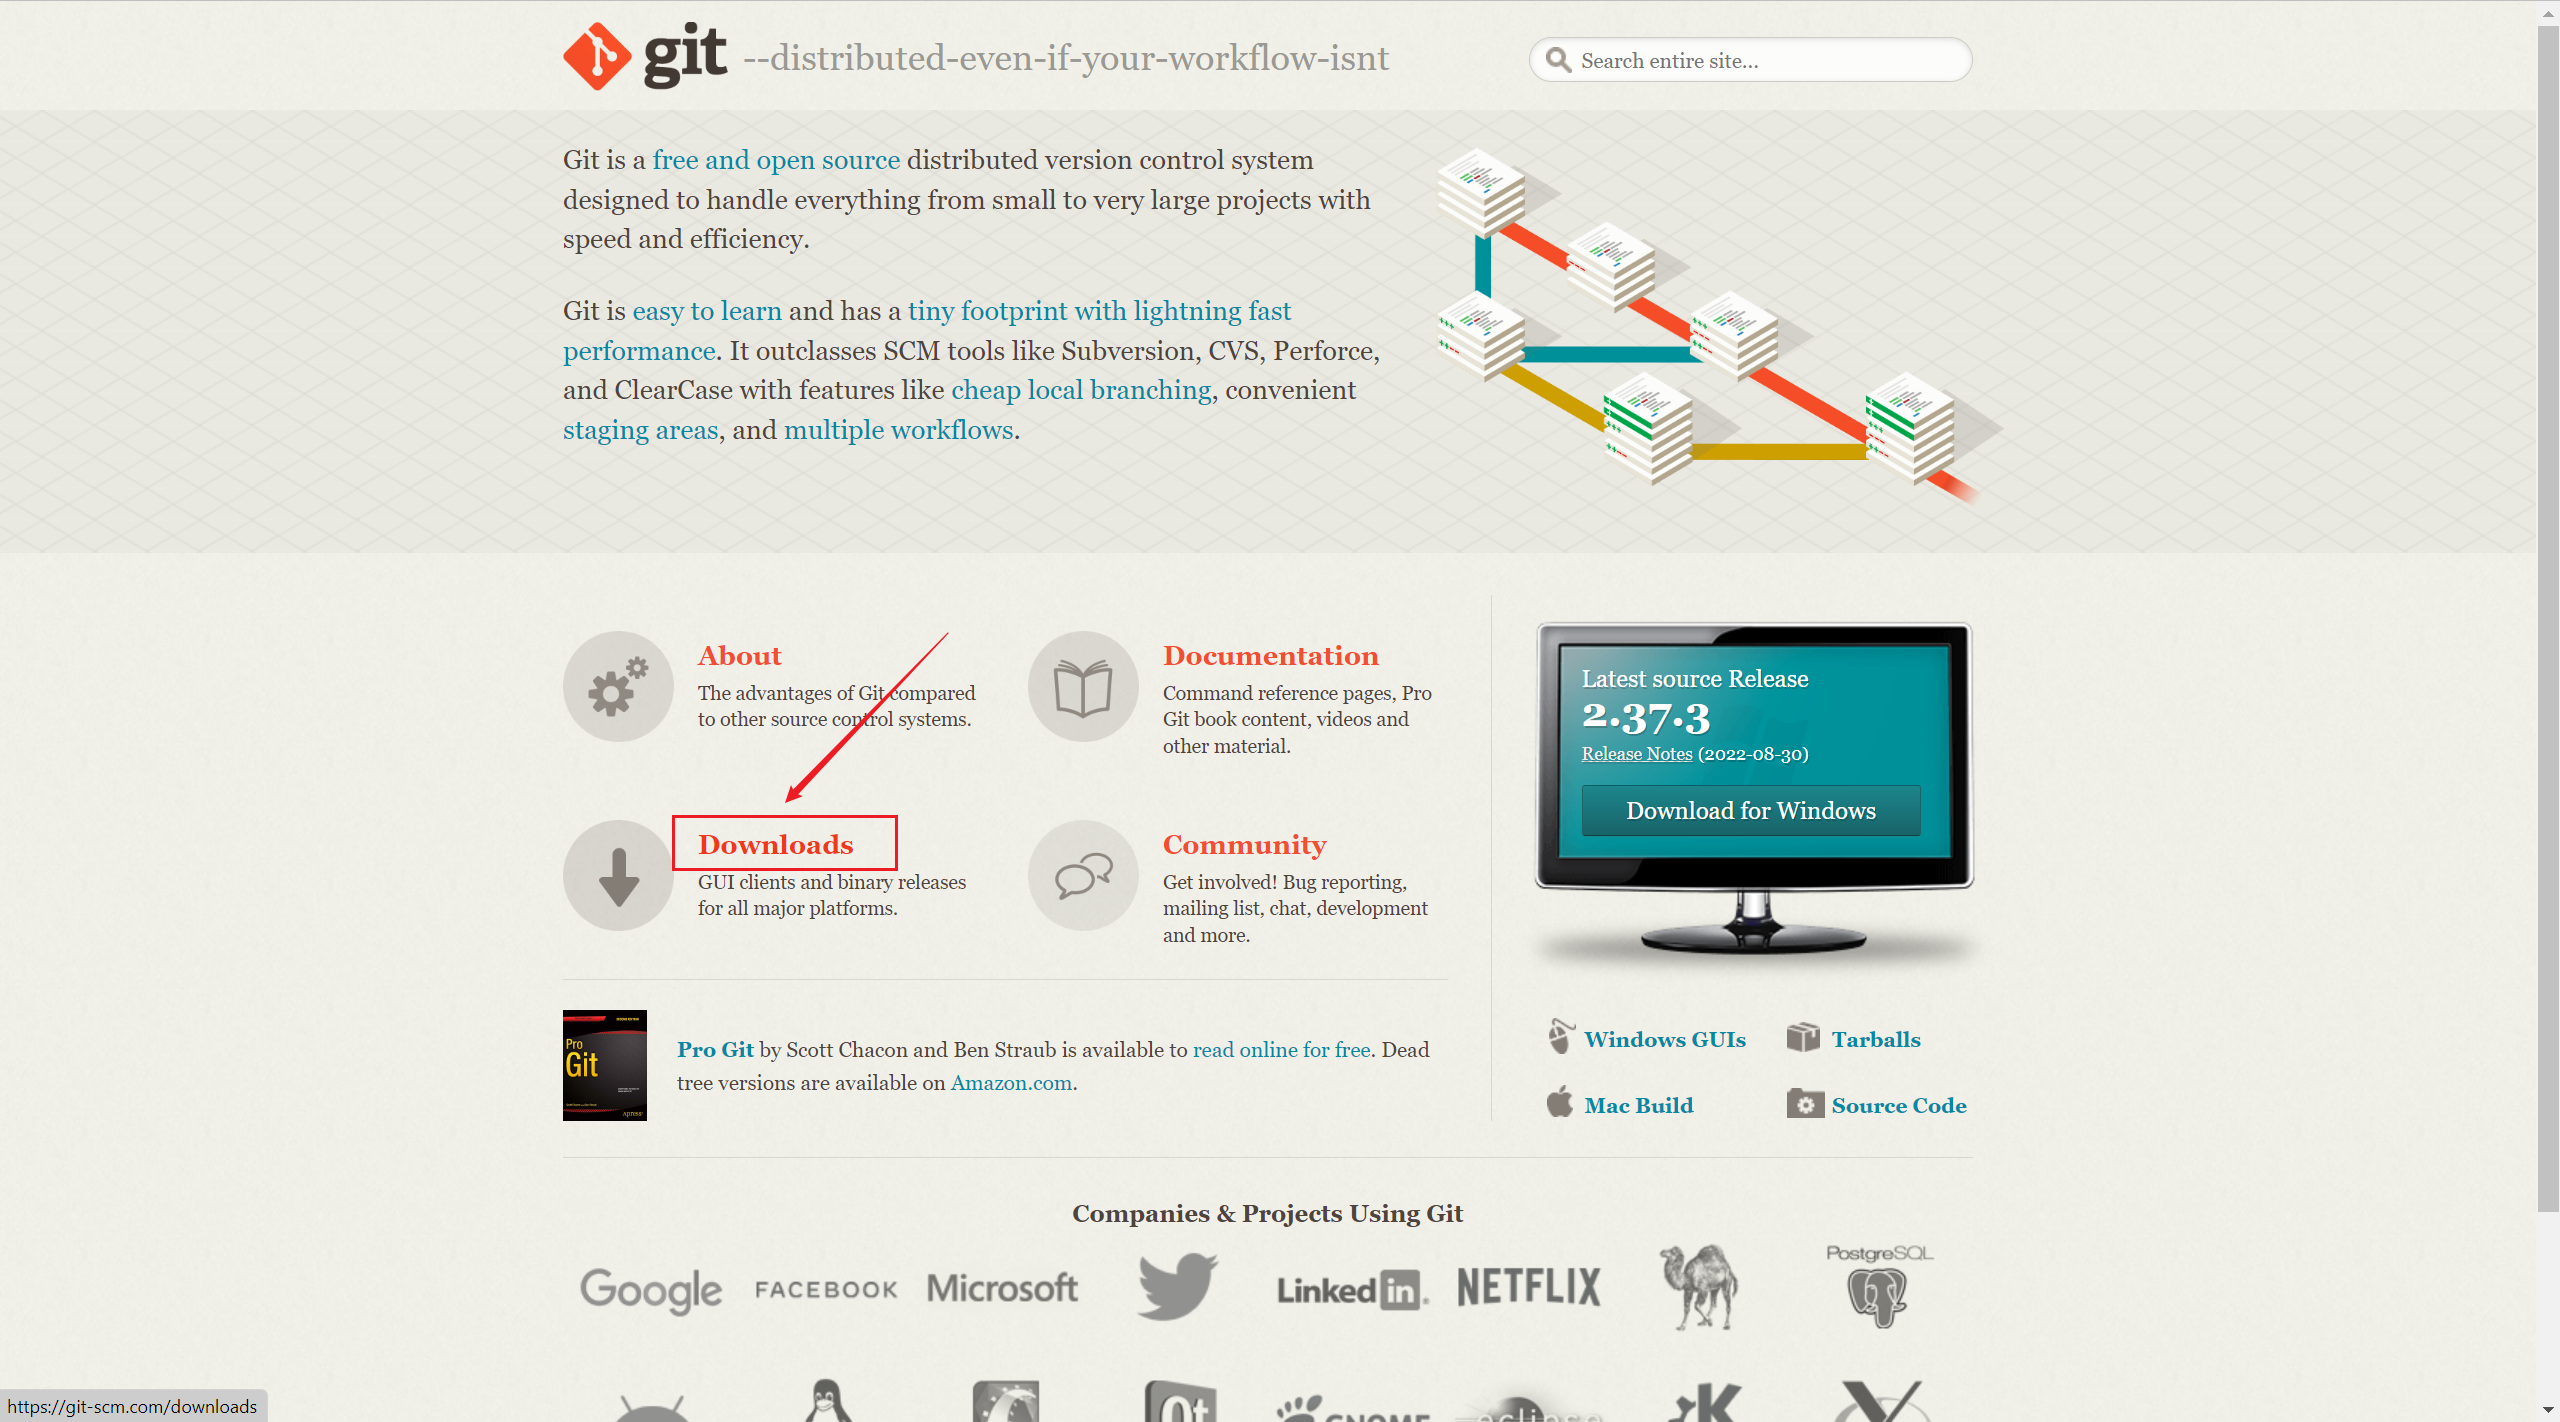 git --distributed-even-if-your-workflow-isnt
Search entire site...
Git is a free and open source distributed version control system
designed to handle everything from small to very large projects with
speed and efficiency.
Git is easy to learn and has a tiny footprint with lightning fast
performance. It outclasses SCM tools like Subversion, CVS, Perforce,
and ClearCase with features like cheap local branching, convenient
staging areas, and multiple workflows.
About
The advantages of Git compared
to other source control systems.
Documentation
Command reference pages, Pro
Git book content, videos and
other material.
Downloads
GUI clients and binary releases
for all major platforms.
Community
Get involved! Bug reporting,
mailing list, chat, development
and more.
Latest source Release
2.37.3
Release Notes (2022-08-30)
Download for Windows
Windows GUIs
Tarballs
Mac Build
Source Code
Pro
Git
Apress
Pro Git by Scott Chacon and Ben Straub is available to read online for free. Dead
tree versions are available on Amazon.com.
Companies & Projects Using Git
Google FACEBOOK Microsoft LinkedIn NETFLIX PostgreSQL
Qt GNOME eclipse K X
https://git-scm.com/downloads